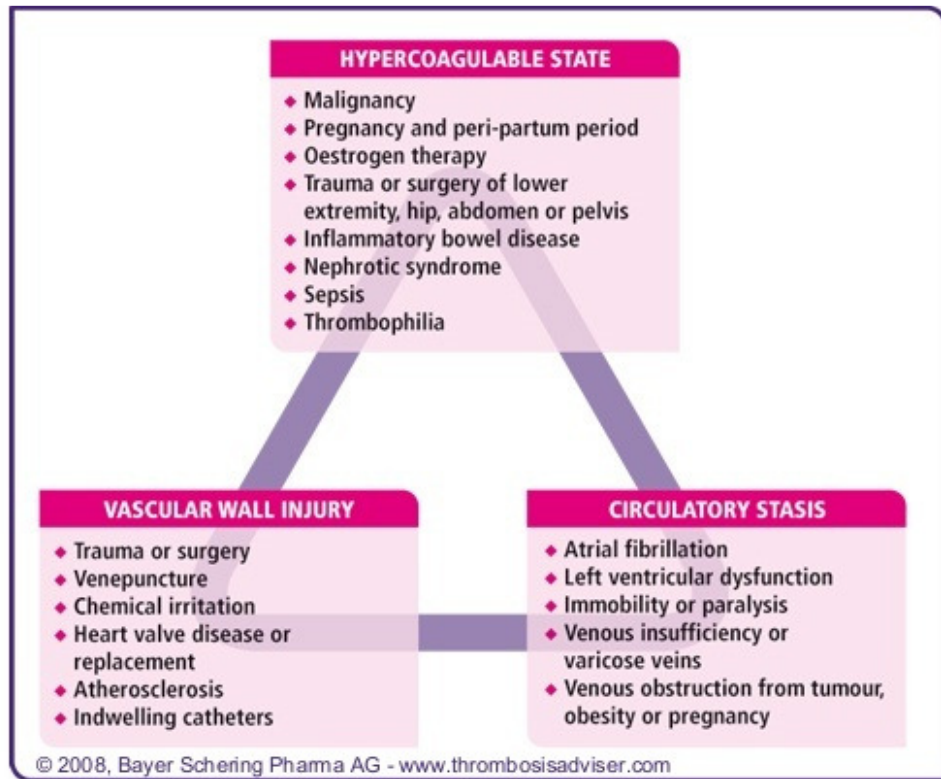 HYPERCOAGULABLE STATE
◆ Malignancy
◆ Pregnancy and peri-partum period
◆ Oestrogen therapy
◆ Trauma or surgery of lower
extremity, hip, abdomen or pelvis
◆ Inflammatory bowel disease
◆ Nephrotic syndrome
◆ Sepsis
◆ Thrombophilia
VASCULAR WALL INJURY
◆ Trauma or surgery
◆ Venepuncture
◆ Chemical irritation
◆ Heart valve disease or
replacement
◆ Atherosclerosis
◆ Indwelling catheters
CIRCULATORY STASIS
◆ Atrial fibrillation
◆ Left ventricular dysfunction
◆ Immobility or paralysis
◆ Venous insufficiency or
varicose veins
◆ Venous obstruction from tumour,
obesity or pregnancy
© 2008, Bayer Schering Pharma AG - www.thrombosisadviser.com